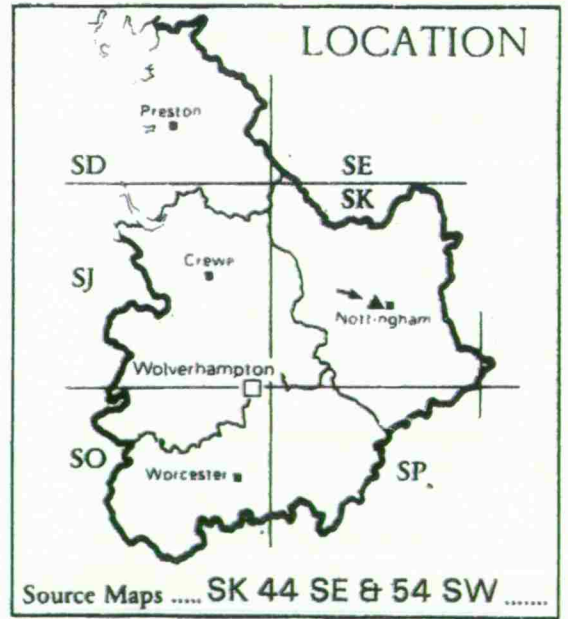 LOCATION
Preston
SD
SE
SK
Crewe
SJ
Nottingham
Wolverhampton
SO
Worcester
SP
Source Maps ..... SK 44 SE & 54 SW .......